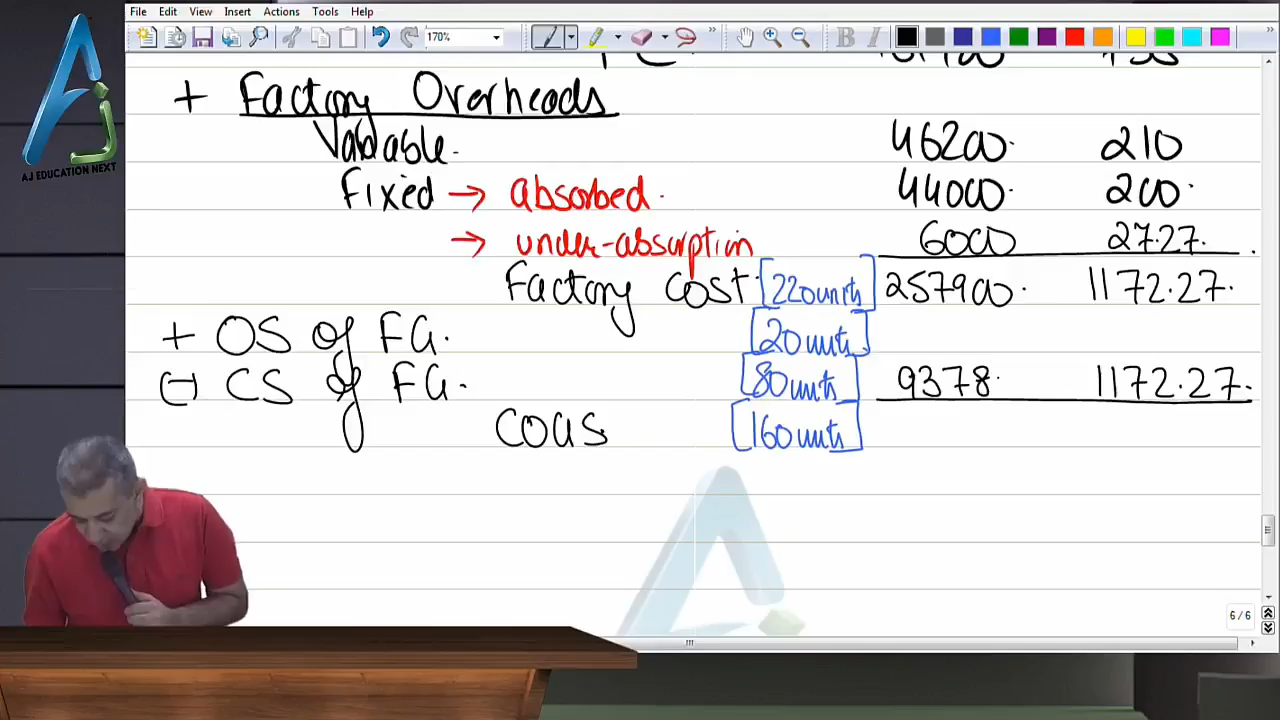 File Edit View Insert Actions Tools Help
170%
+ Factory Overheads
Variable. 46200. 210
Fixed → absorbed. 44000. 200.
→ under-absorption 6000 27.27.
Factory Cost. 220units 257900. 1172.27.
+ OS of FG. 20units
(-) CS of FG. 80units 9378. 1172.27.
COGS 160units
6 / 6
AJ EDUCATION NEXT